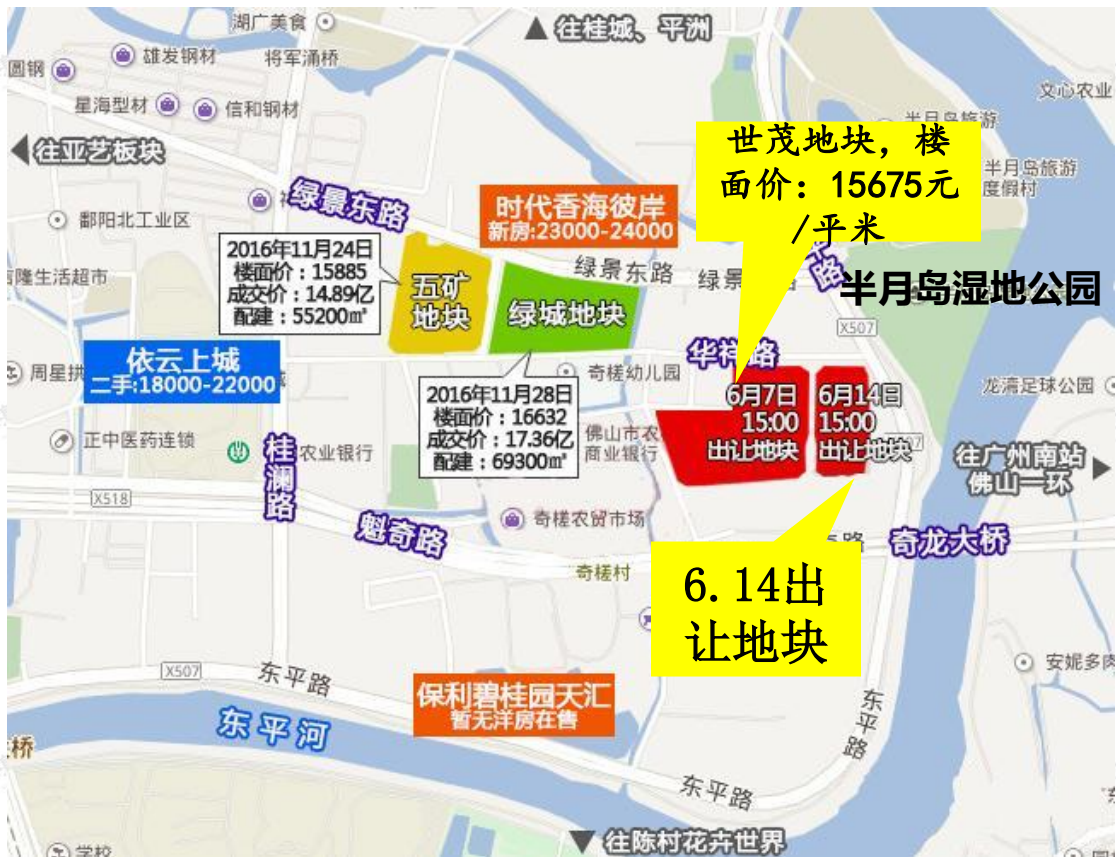 湖广美食
往桂城、平洲
雄发钢材
将军涌桥
圆钢
文心农业
星海型材
信和钢材
半月岛旅游
往亚艺板块
世茂地块，楼
面价：15675元
/平米
半月岛旅游
度假村
绿景东路
时代香海彼岸
新房:23000-24000
鄱阳北工业区
2016年11月24日
楼面价：15885
成交价：14.89亿
配建：55200㎡
五矿
地块
绿城地块
绿景东路
绿景
路
路
半月岛湿地公园
隆生活超市
X507
依云上城
二手:18000-22000
周星拱
华祥路
奇槎幼儿园
2016年11月28日
楼面价：16632
成交价：17.36亿
配建：69300㎡
6月7日
15:00
出让地块
6月14日
15:00
出让地块
龙湾足球公园
正中医药连锁
桂澜路
农业银行
佛山市农
商业银行
07
往广州南站
佛山一环
X518
魁奇路
奇槎农贸市场
路
奇龙大桥
奇槎村
6.14出
让地块
X507
东平路
安妮多肉
保利碧桂园天汇
暂无洋房在售
东平河
东平路
桥
东平路
往陈村花卉世界
学校